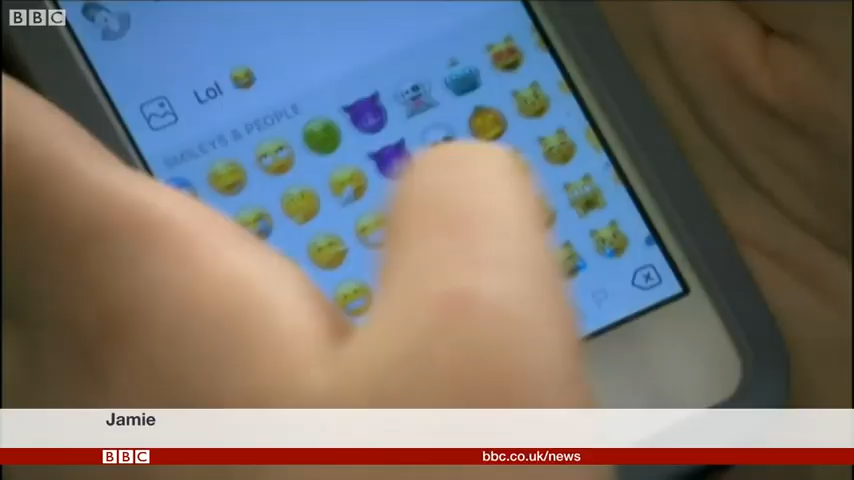 BBC
Lol
SMILEYS & PEOPLE
Jamie
BBC
bbc.co.uk/news